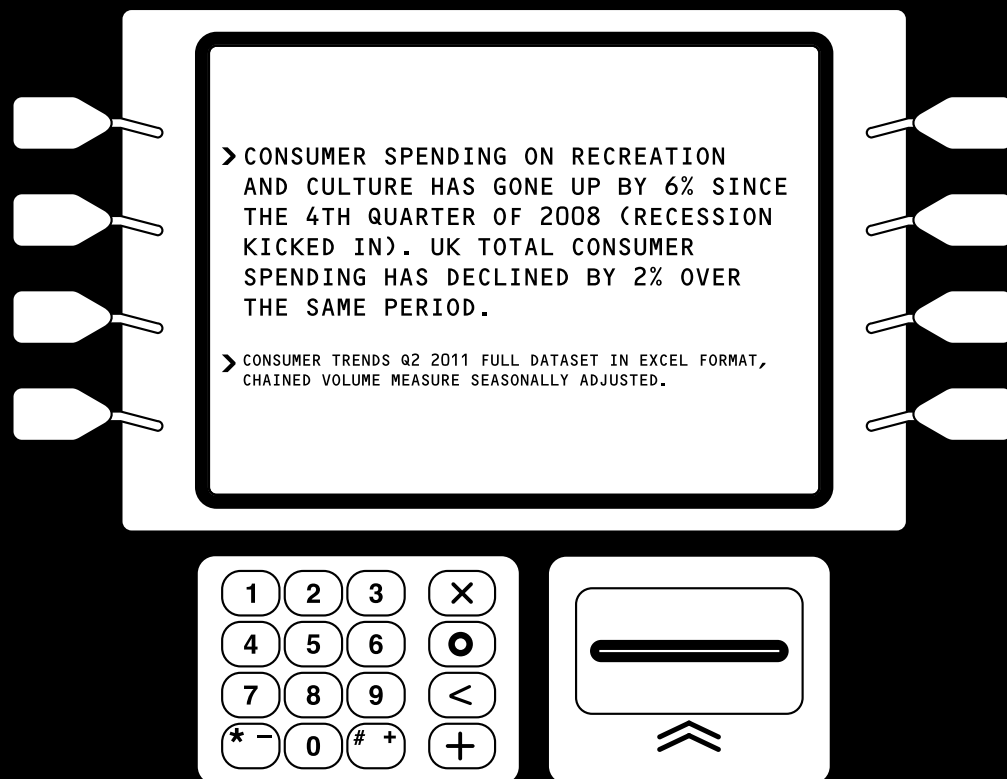 CONSUMER SPENDING ON RECREATION
AND CULTURE HAS GONE UP BY 6% SINCE
THE 4TH QUARTER OF 2008 (RECESSION
KICKED IN). UK TOTAL CONSUMER
SPENDING HAS DECLINED BY 2% OVER
THE SAME PERIOD.
CONSUMER TRENDS Q2 2011 FULL DATASET IN EXCEL FORMAT,
CHAINED VOLUME MEASURE SEASONALLY ADJUSTED.
1 2 3 X
4 5 6 O
7 8 9 <
* - 0 # + +